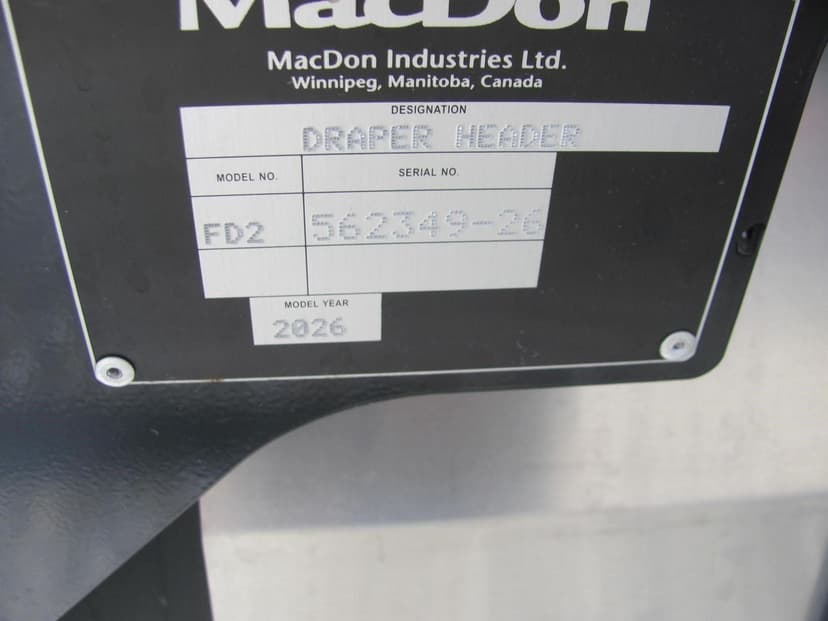 MacDon
MacDon Industries Ltd.
Winnipeg, Manitoba, Canada
DESIGNATION
DRAPER HEADER
MODEL NO. SERIAL NO.
FD2 562349-26
MODEL YEAR
2026